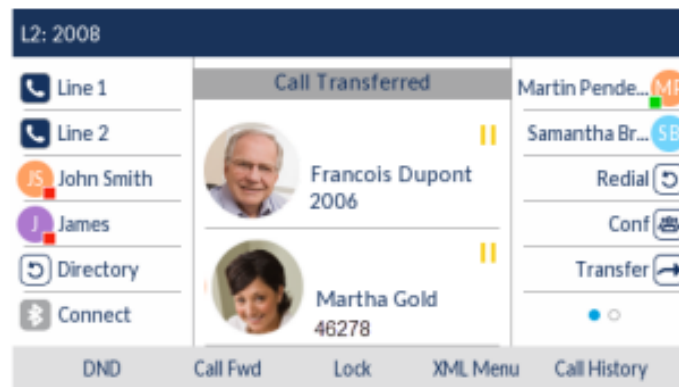 L2: 2008
Line 1
Line 2
JS John Smith
J James
Directory
Connect
Call Transferred
Francois Dupont
2006
Martha Gold
46278
Martin Pende... MP
Samantha Br... SB
Redial
Conf
Transfer
DND Call Fwd Lock XML Menu Call History